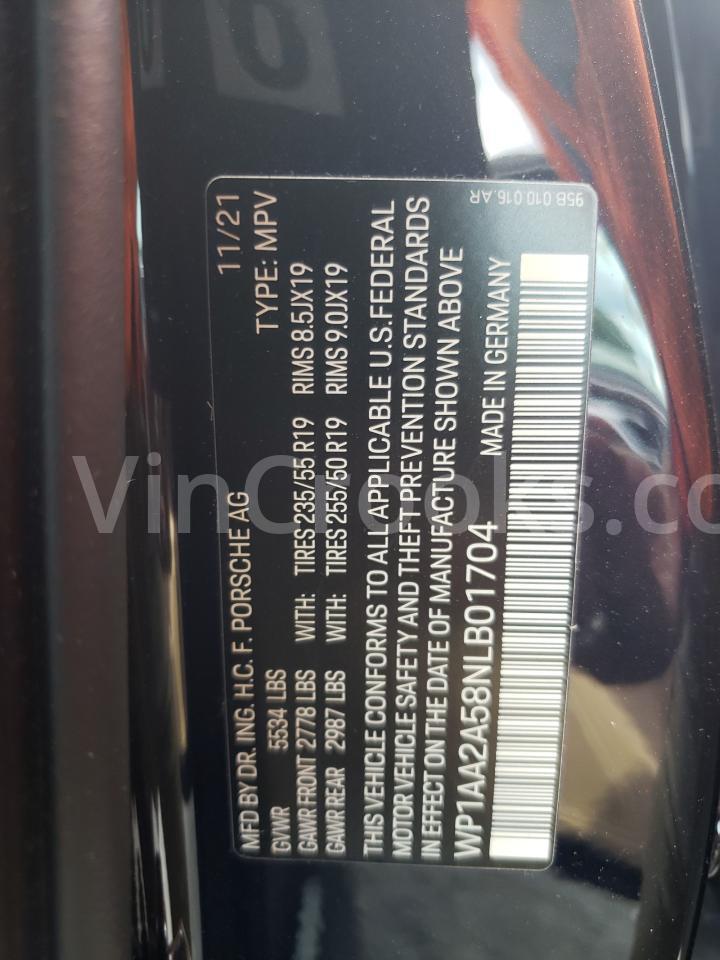 MFD BY DR. ING. H.C. F. PORSCHE AG 11/21
GVWR 5534 LBS TYPE: MPV
GAWR FRONT 2778 LBS WITH: TIRES 235/55 R19 RIMS 8.5JX19
GAWR REAR 2987 LBS WITH: TIRES 255/50 R19 RIMS 9.0JX19
THIS VEHICLE CONFORMS TO ALL APPLICABLE U.S.FEDERAL
MOTOR VEHICLE SAFETY AND THEFT PREVENTION STANDARDS
IN EFFECT ON THE DATE OF MANUFACTURE SHOWN ABOVE
WP1AA2A58NLB01704 MADE IN GERMANY
95B 010 016 AR